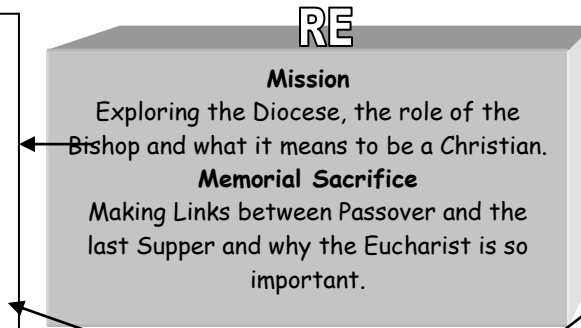 RE
Mission
Exploring the Diocese, the role of the
Bishop and what it means to be a Christian.
Memorial Sacrifice
Making Links between Passover and the
last Supper and why the Eucharist is so
important.